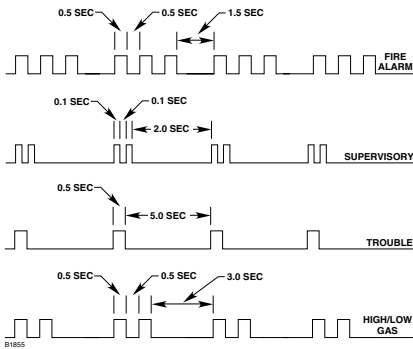 0.5 SEC 0.5 SEC 1.5 SEC
FIRE
ALARM
0.1 SEC 0.1 SEC
2.0 SEC
SUPERVISORY
0.5 SEC
5.0 SEC
TROUBLE
0.5 SEC 0.5 SEC 3.0 SEC
HIGH/LOW
GAS
B1855